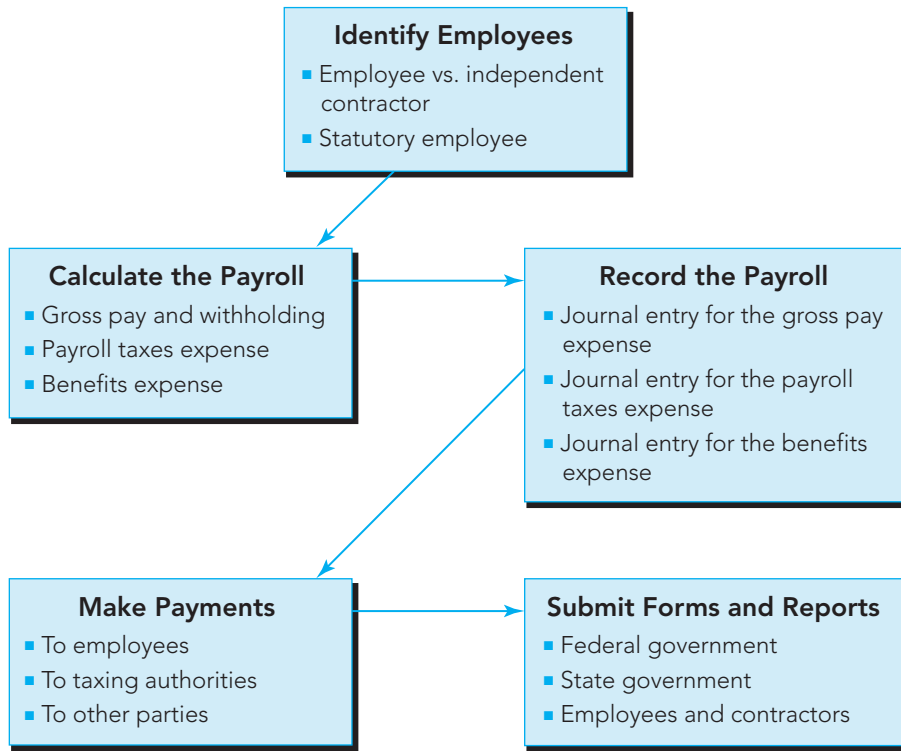 Identify Employees
▪ Employee vs. independent
contractor
▪ Statutory employee
Calculate the Payroll
▪ Gross pay and withholding
▪ Payroll taxes expense
▪ Benefits expense
Record the Payroll
▪ Journal entry for the gross pay
expense
▪ Journal entry for the payroll
taxes expense
▪ Journal entry for the benefits
expense
Make Payments
▪ To employees
▪ To taxing authorities
▪ To other parties
Submit Forms and Reports
▪ Federal government
▪ State government
▪ Employees and contractors